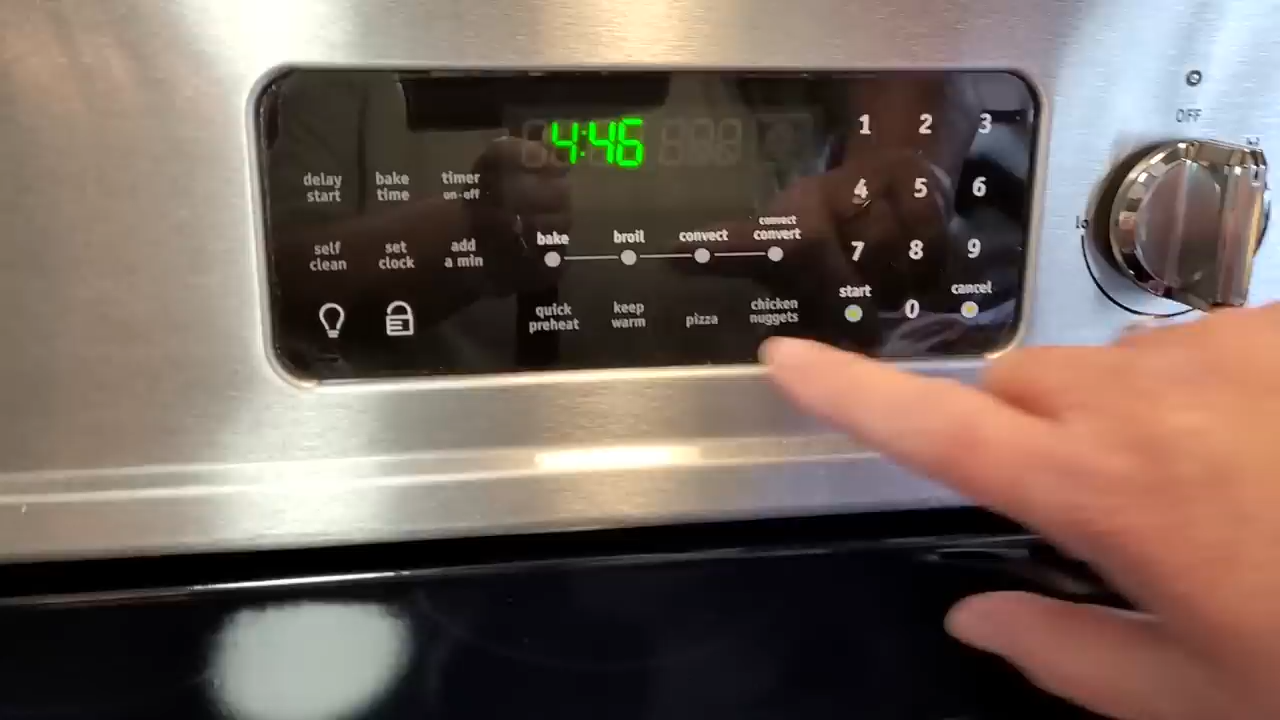 OFF
4:46
1 2 3
delay
start
bake
time
timer
on-off
4 5 6
lo
self
clean
set
clock
add
a min
bake
broil
convect
convect
convert
7 8 9
quick
preheat
keep
warm
pizza
chicken
nuggets
start
0
cancel